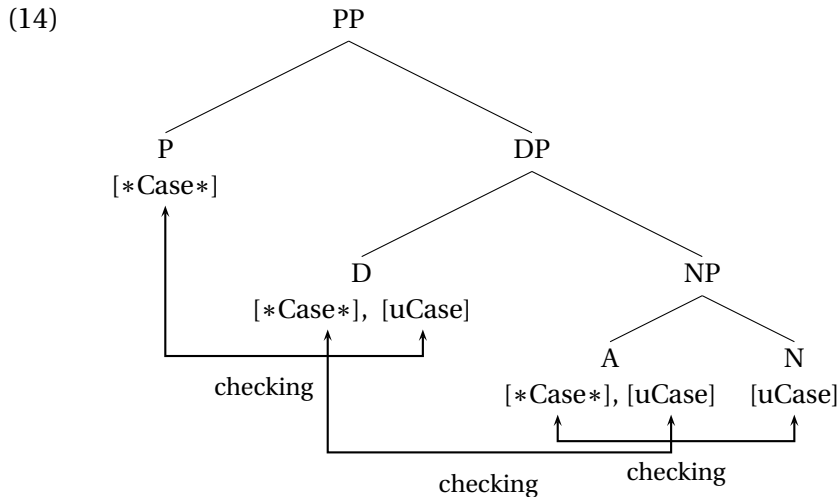 (14)
PP
P
DP
[∗Case∗]
D
NP
[∗Case∗], [uCase]
A
N
checking
[∗Case∗], [uCase]
[uCase]
checking
checking